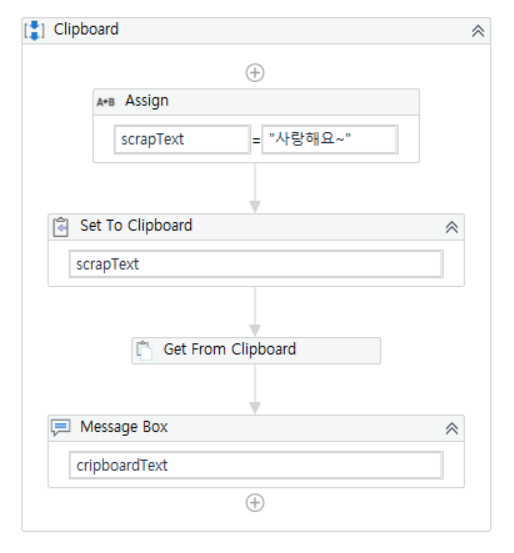 Clipboard
A+B Assign
scrapText = "사랑해요~"
Set To Clipboard
scrapText
Get From Clipboard
Message Box
cripboardText